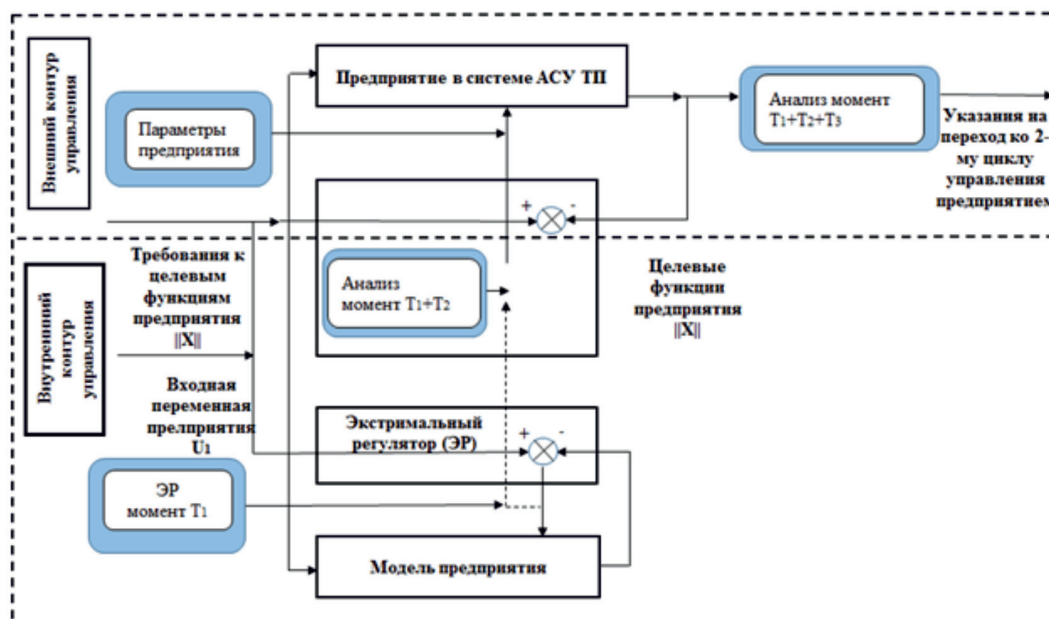 Внешний контур
управления
Предприятие в системе АСУ ТП
Параметры
предприятия
Анализ момент
T1+T2+T3
Указания на
переход ко 2-
му циклу
управления
предприятием
+
-
Внутренний
контур
управления
Требования к
целевым
функциям
предприятия
||X||
Анализ
момент T1+T2
Целевые
функции
предприятия
||X||
Входная
переменная
прелприятия
U1
Экстримальный
регулятор (ЭР)
+
-
ЭР
момент T1
Модель предприятия